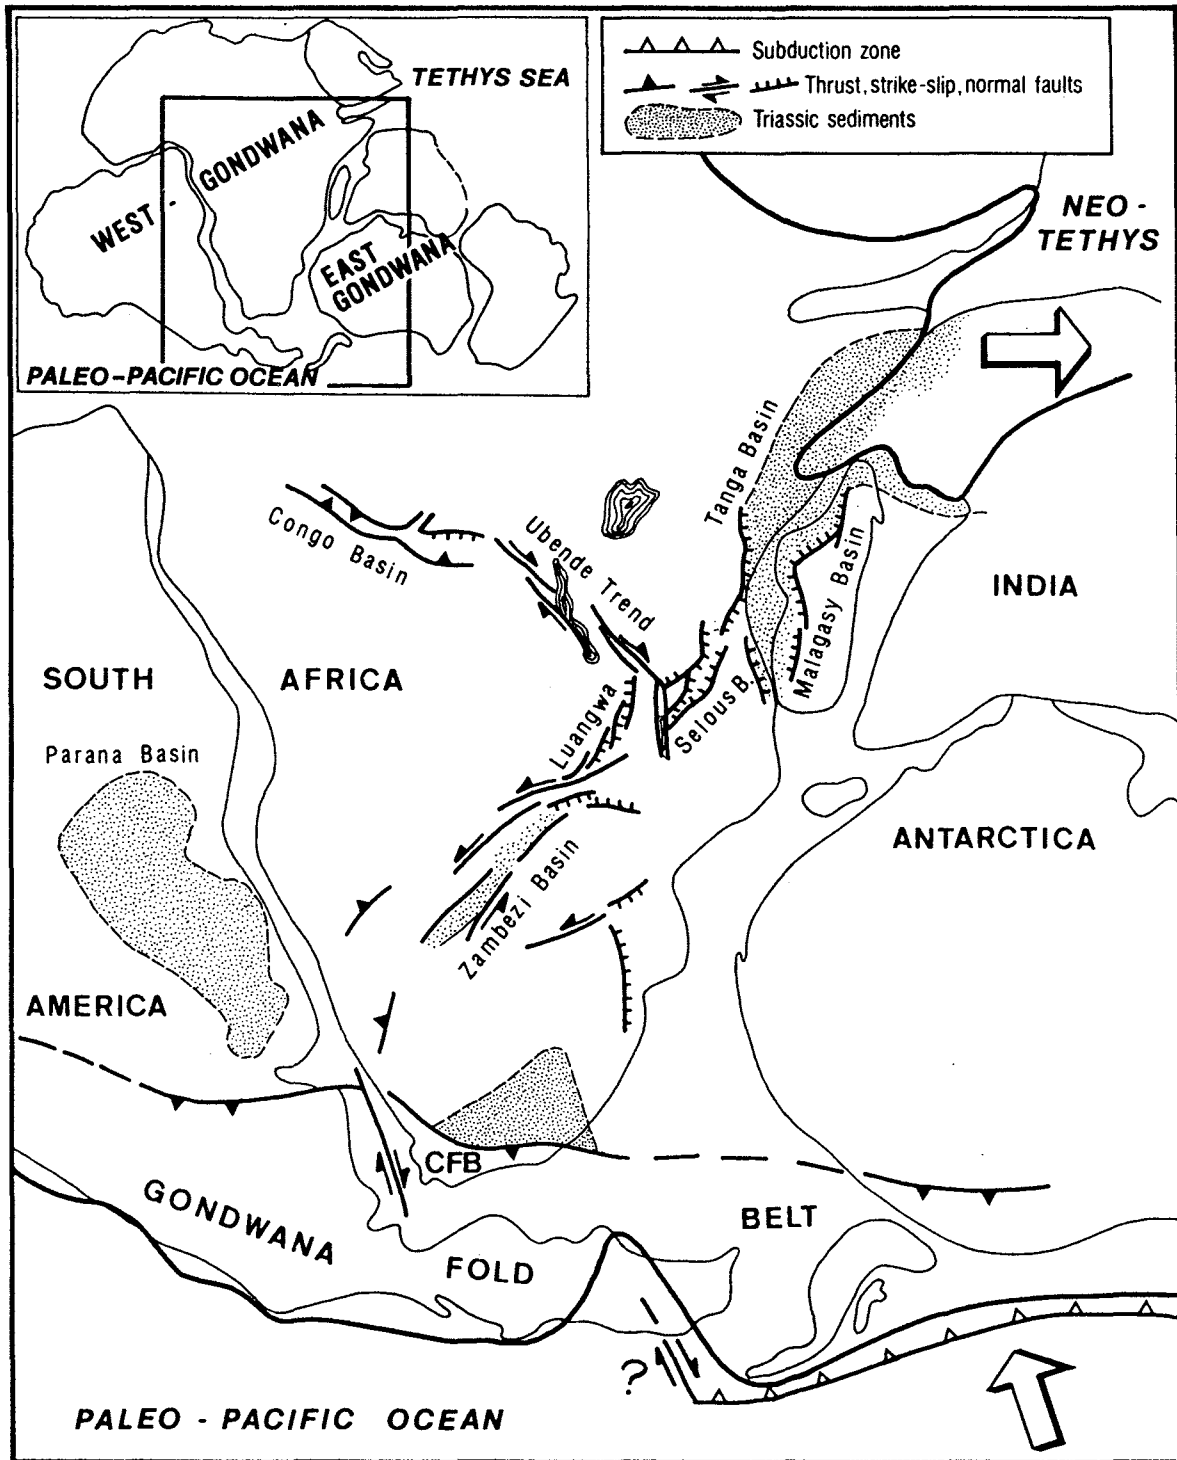 TETHYS SEA
WEST - GONDWANA
EAST
GONDWANA
PALEO-PACIFIC OCEAN
Subduction zone
Thrust, strike-slip, normal faults
Triassic sediments
NEO -
TETHYS
Tanga Basin
Congo Basin
Ubende Trend
Malagasy Basin
INDIA
SOUTH
AFRICA
Luangwa
Selous B.
Parana Basin
ANTARCTICA
Zambezi Basin
AMERICA
CFB
GONDWANA
BELT
FOLD
?
PALEO - PACIFIC OCEAN